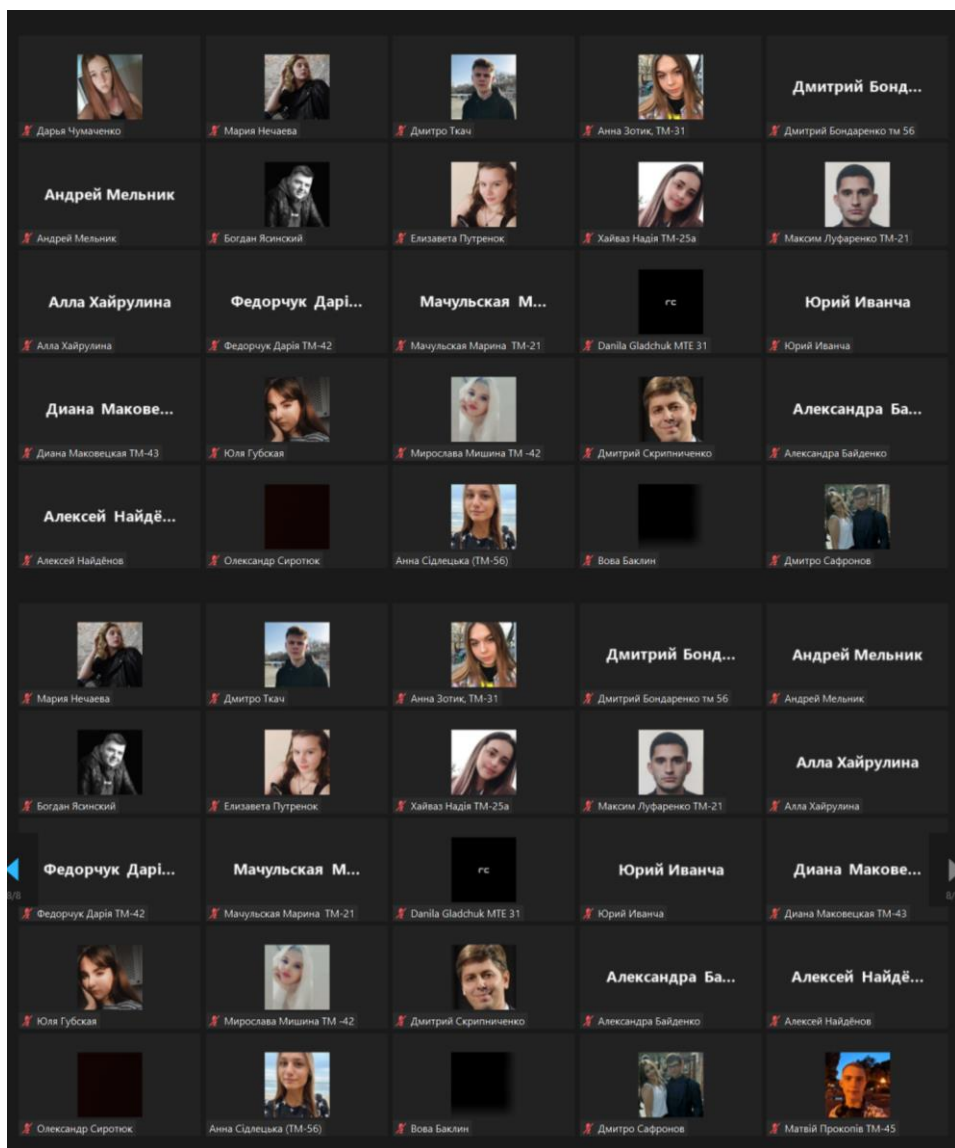 Дарья Чумаченко
Мария Нечаева
Дмитро Ткач
Анна Зотик, ТМ-31
Дмитрий Бонд...
Дмитрий Бондаренко тм 56
Андрей Мельник
Андрей Мельник
Богдан Ясинский
Елизавета Путренок
Хайваз Надія ТМ-25а
Максим Луфаренко ТМ-21
Алла Хайрулина
Алла Хайрулина
Федорчук Дарі...
Федорчук Дарія ТМ-42
Мачульская М...
Мачульская Марина ТМ-21
гс
Danila Gladchuk MTE 31
Юрий Иванча
Юрий Иванча
Диана Макове...
Диана Маковецкая ТМ-43
Юля Губская
Мирослава Мишина ТМ -42
Дмитрий Скрипниченко
Александра Ба...
Александра Байденко
Алексей Найдё...
Алексей Найдёнов
Олександр Сиротюк
Анна Сідлецька (ТМ-56)
Вова Баклин
Дмитро Сафронов
Мария Нечаева
Дмитро Ткач
Анна Зотик, ТМ-31
Дмитрий Бонд...
Дмитрий Бондаренко тм 56
Андрей Мельник
Андрей Мельник
Богдан Ясинский
Елизавета Путренок
Хайваз Надія ТМ-25а
Максим Луфаренко ТМ-21
Алла Хайрулина
Алла Хайрулина
8/8
Федорчук Дарі...
Федорчук Дарія ТМ-42
Мачульская М...
Мачульская Марина ТМ-21
гс
Danila Gladchuk MTE 31
Юрий Иванча
Юрий Иванча
Диана Макове...
Диана Маковецкая ТМ-43
Юля Губская
Мирослава Мишина ТМ -42
Дмитрий Скрипниченко
Александра Ба...
Александра Байденко
Алексей Найдё...
Алексей Найдёнов
Олександр Сиротюк
Анна Сідлецька (ТМ-56)
Вова Баклин
Дмитро Сафронов
Матвій Прокопів ТМ-45